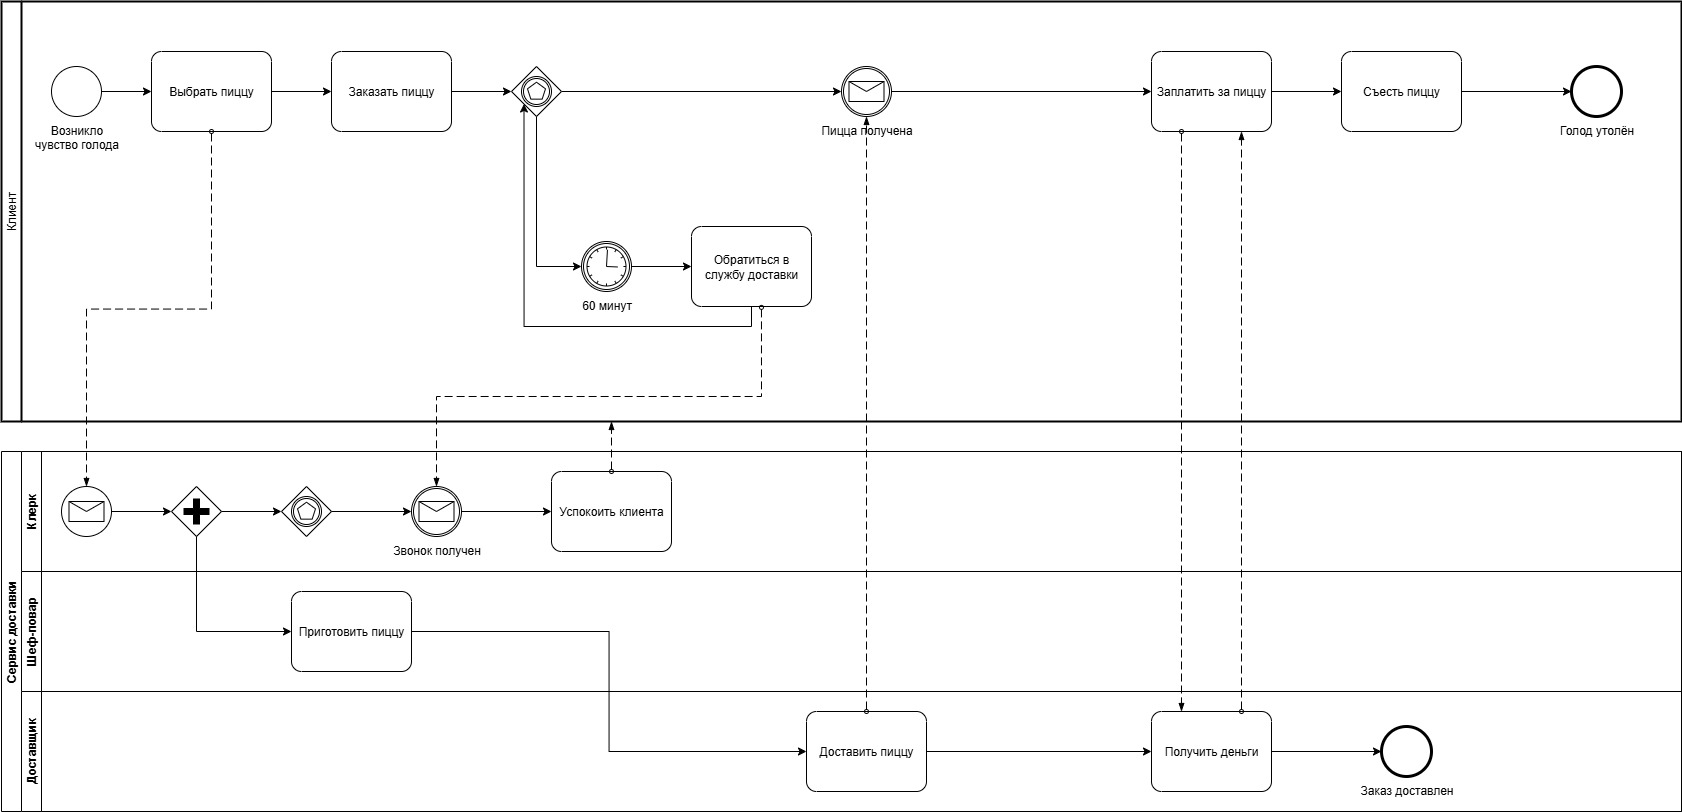 Клиент
Возникло
чувство голода
Выбрать пиццу
Заказать пиццу
Пицца получена
Заплатить за пиццу
Съесть пиццу
Голод утолён
60 минут
Обратиться в
службу доставки
Сервис доставки
Клерк
Звонок получен
Успокоить клиента
Шеф-повар
Приготовить пиццу
Доставщик
Доставить пиццу
Получить деньги
Заказ доставлен